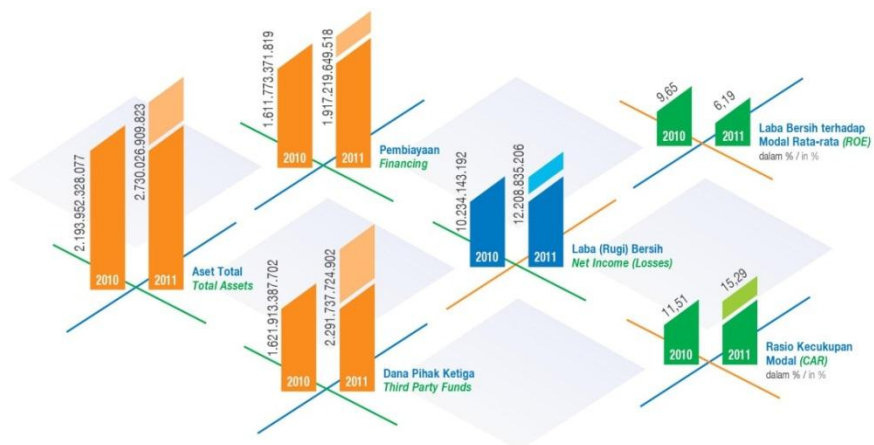 2.193.952.328.077
2.730.026.909.823
2010
2011
Aset Total
Total Assets
1.611.773.371.819
1.917.219.649.518
2010
2011
Pembiayaan
Financing
1.621.913.387.702
2.291.737.724.902
2010
2011
Dana Pihak Ketiga
Third Party Funds
10.234.143.192
12.208.835.206
2010
2011
Laba (Rugi) Bersih
Net Income (Losses)
9,65
6,19
2010
2011
Laba Bersih terhadap
Modal Rata-rata (ROE)
dalam % / in %
11,51
15,29
2010
2011
Rasio Kecukupan
Modal (CAR)
dalam % / in %